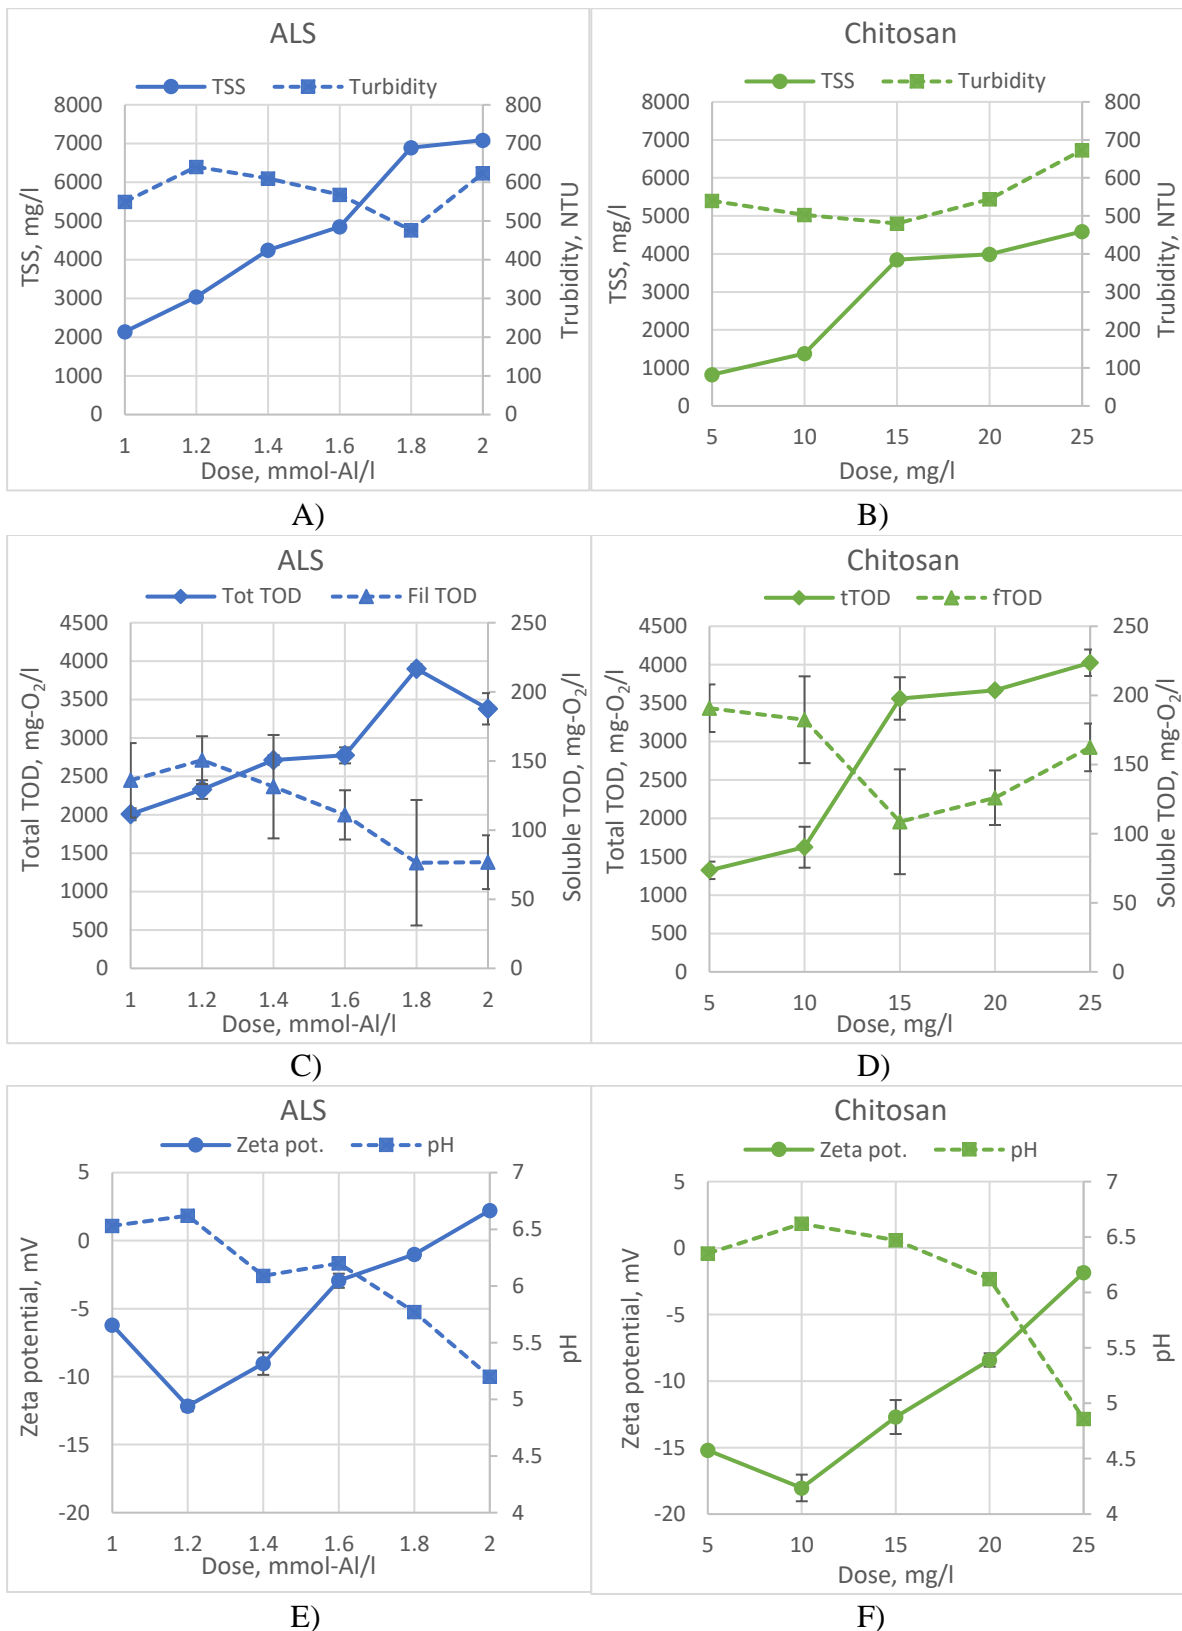 ALS
TSS Turbidity
8000
7000
6000
5000
4000
3000
2000
1000
0
TSS, mg/l
800
700
600
500
400
300
200
100
0
Trubidity, NTU
1 1.2 1.4 1.6 1.8 2
Dose, mmol-Al/l
A)
Chitosan
TSS Turbidity
8000
7000
6000
5000
4000
3000
2000
1000
0
TSS, mg/l
800
700
600
500
400
300
200
100
0
Trubidity, NTU
5 10 15 20 25
Dose, mg/l
B)
ALS
Tot TOD Fil TOD
4500
4000
3500
3000
2500
2000
1500
1000
500
0
Total TOD, mg-O₂/l
250
200
150
100
50
0
Soluble TOD, mg-O₂/l
1 1.2 1.4 1.6 1.8 2
Dose, mmol-Al/l
C)
Chitosan
tTOD fTOD
4500
4000
3500
3000
2500
2000
1500
1000
500
0
Total TOD, mg-O₂/l
250
200
150
100
50
0
Soluble TOD, mg-O₂/l
5 10 15 20 25
Dose, mg/l
D)
ALS
Zeta pot. pH
5
0
-5
-10
-15
-20
Zeta potential, mV
7
6.5
6
5.5
5
4.5
4
pH
1 1.2 1.4 1.6 1.8 2
Dose, mmol-Al/l
E)
Chitosan
Zeta pot. pH
5
0
-5
-10
-15
-20
Zeta potential, mV
7
6.5
6
5.5
5
4.5
4
pH
5 10 15 20 25
Dose, mg/l
F)